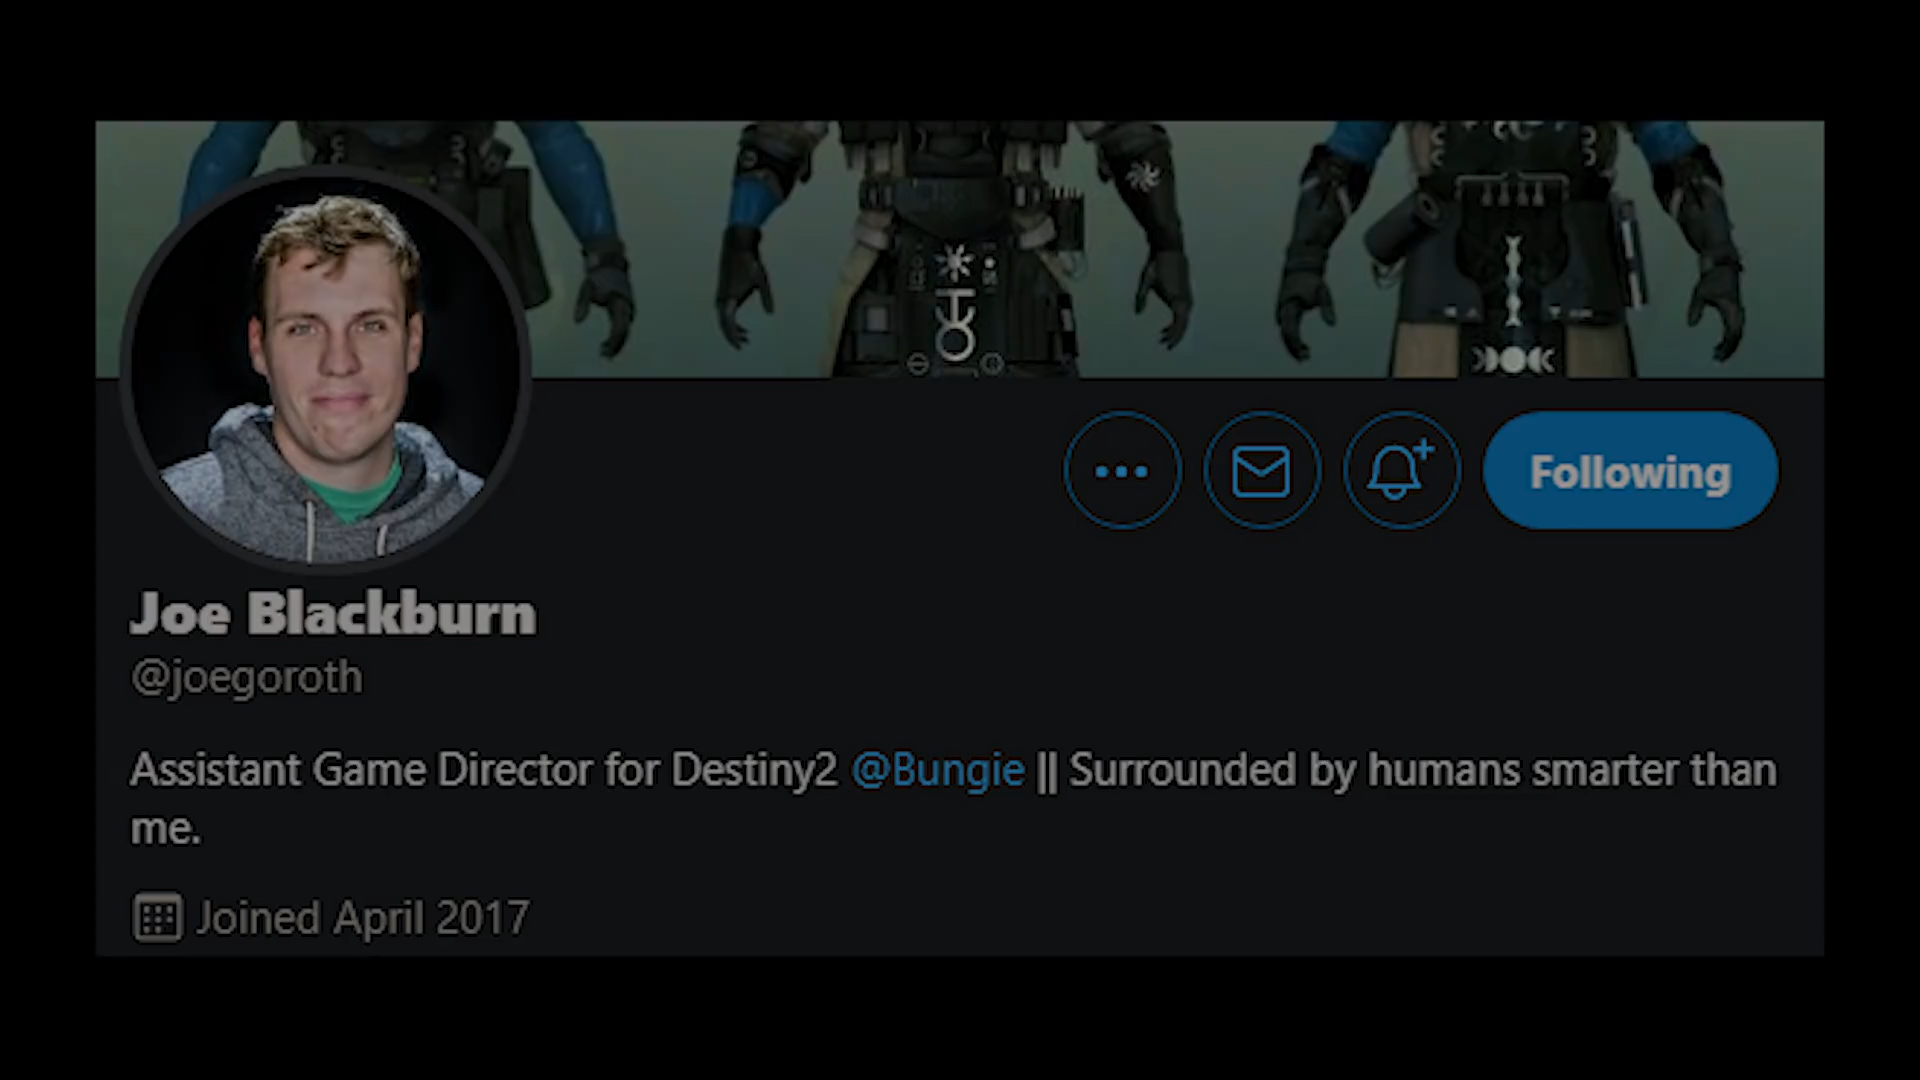 Following
Joe Blackburn
@joegoroth
Assistant Game Director for Destiny2 @Bungie || Surrounded by humans smarter than
me.
Joined April 2017